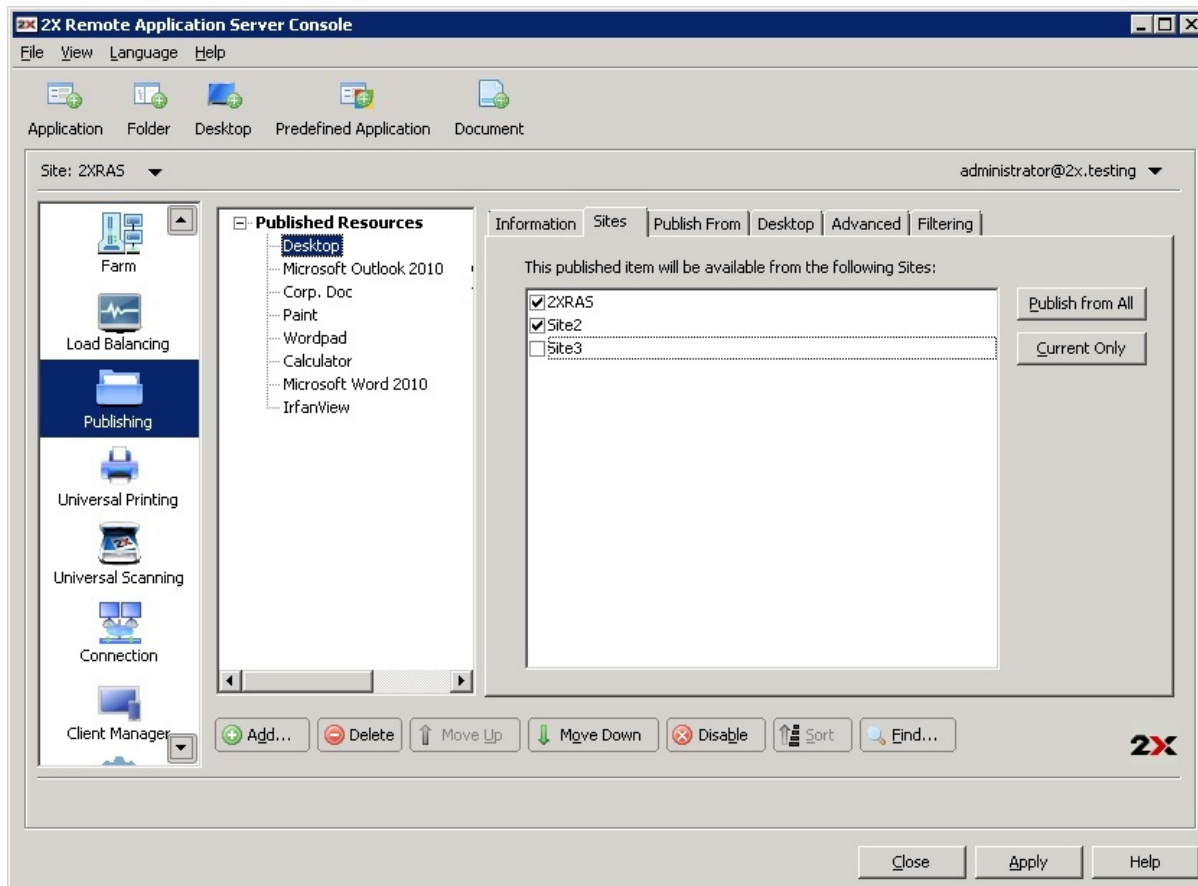 2X 2X Remote Application Server Console
File View Language Help
Application Folder Desktop Predefined Application Document
Site: 2XRAS administrator@2x.testing
Farm
Load Balancing
Publishing
Universal Printing
Universal Scanning
Connection
Client Manager
Published Resources
Desktop
Microsoft Outlook 2010
Corp. Doc
Paint
Wordpad
Calculator
Microsoft Word 2010
IrfanView
Information Sites Publish From Desktop Advanced Filtering
This published item will be available from the following Sites:
2XRAS
Site2
Site3
Publish from All
Current Only
Add... Delete Move Up Move Down Disable Sort Find...
2X
Close Apply Help